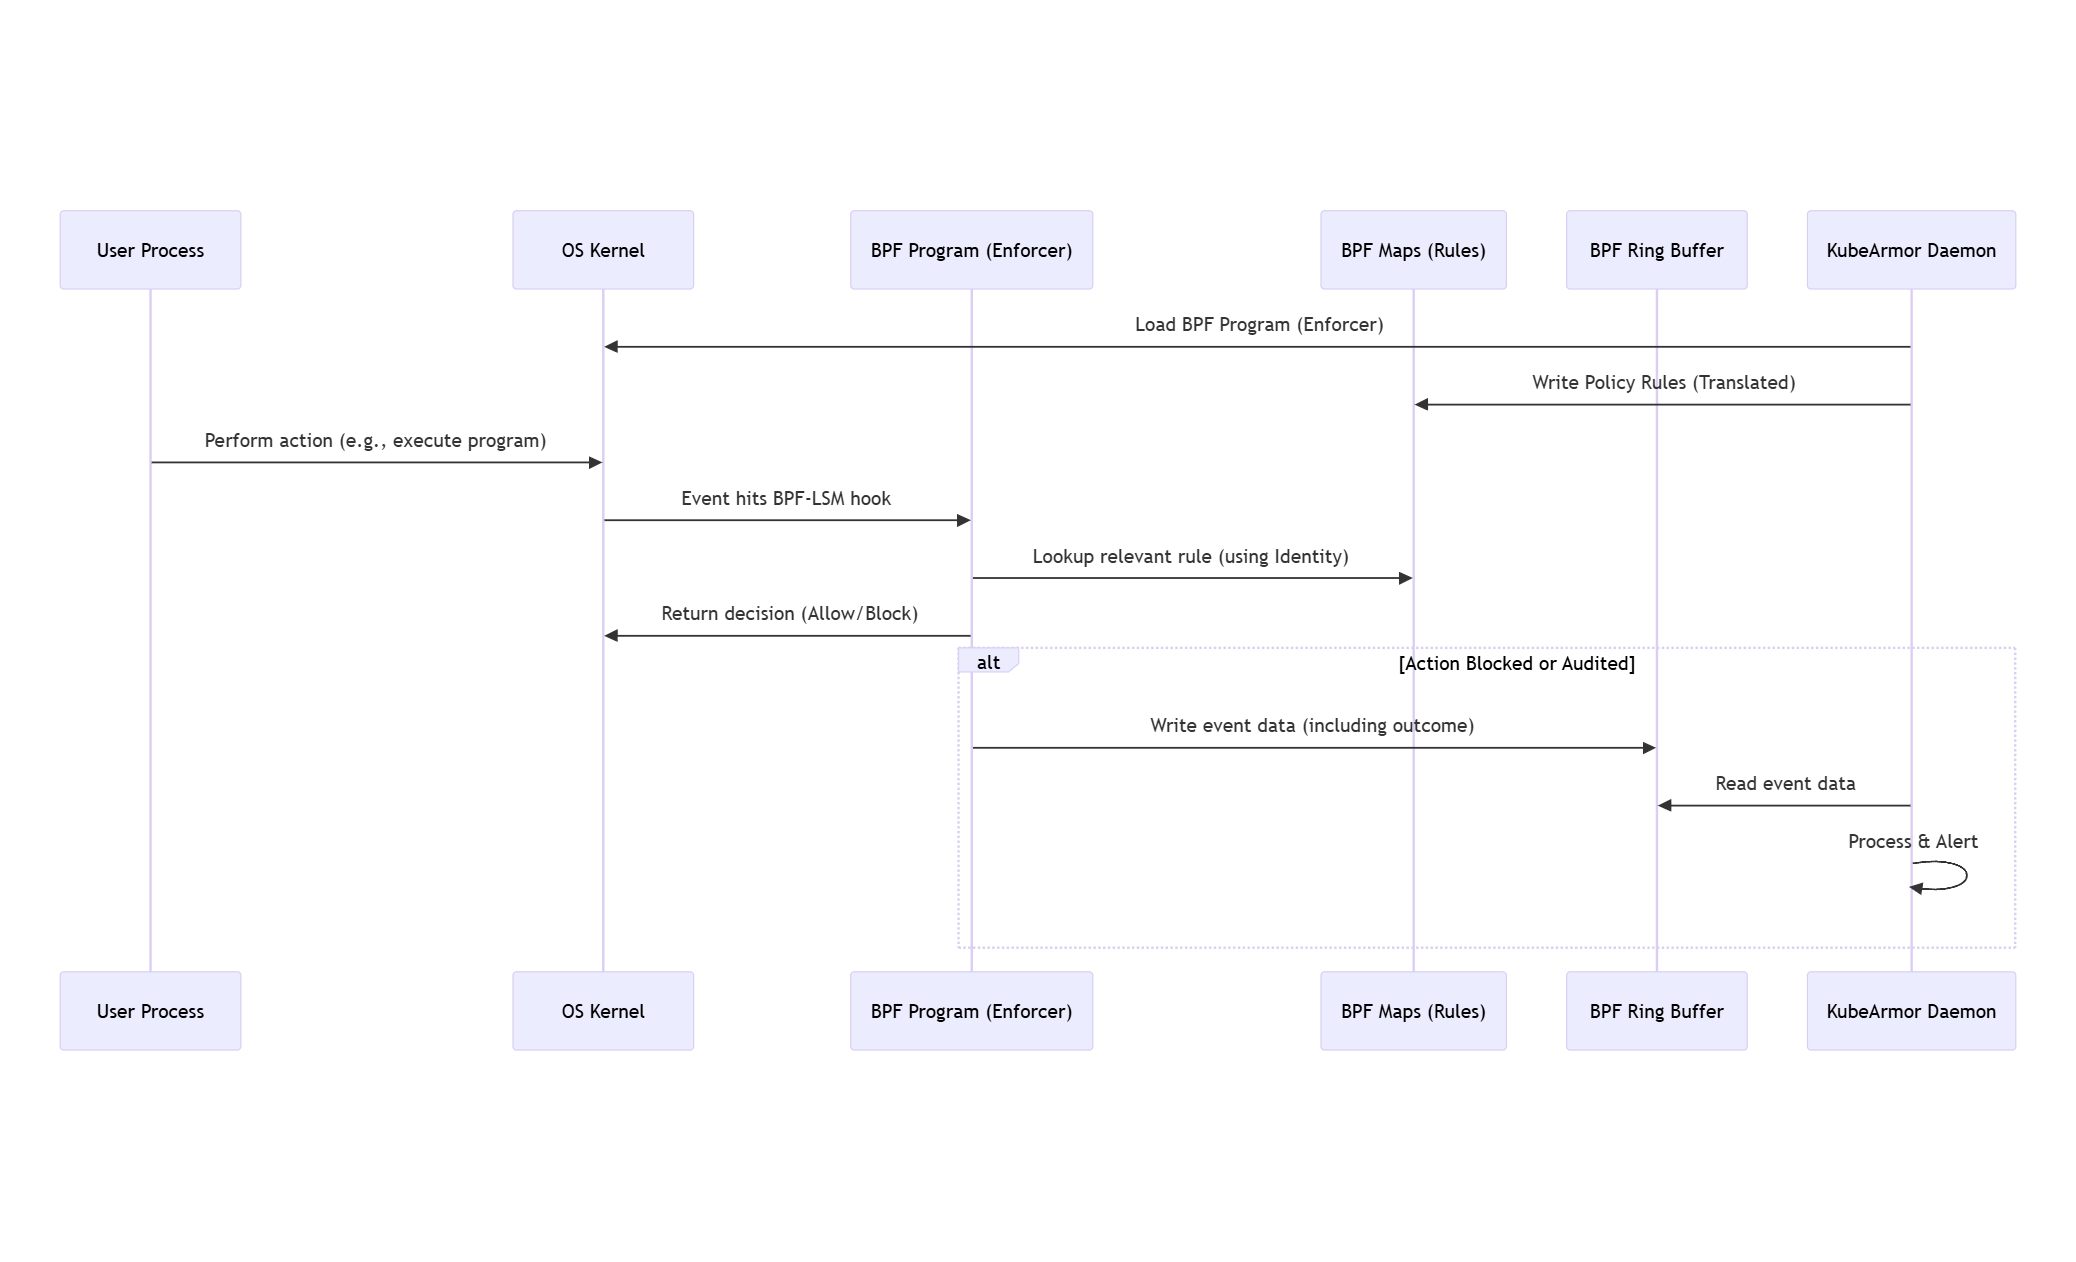 User Process
OS Kernel
BPF Program (Enforcer)
BPF Maps (Rules)
BPF Ring Buffer
KubeArmor Daemon
Load BPF Program (Enforcer)
Write Policy Rules (Translated)
Perform action (e.g., execute program)
Event hits BPF-LSM hook
Lookup relevant rule (using Identity)
Return decision (Allow/Block)
alt
[Action Blocked or Audited]
Write event data (including outcome)
Read event data
Process & Alert
User Process
OS Kernel
BPF Program (Enforcer)
BPF Maps (Rules)
BPF Ring Buffer
KubeArmor Daemon